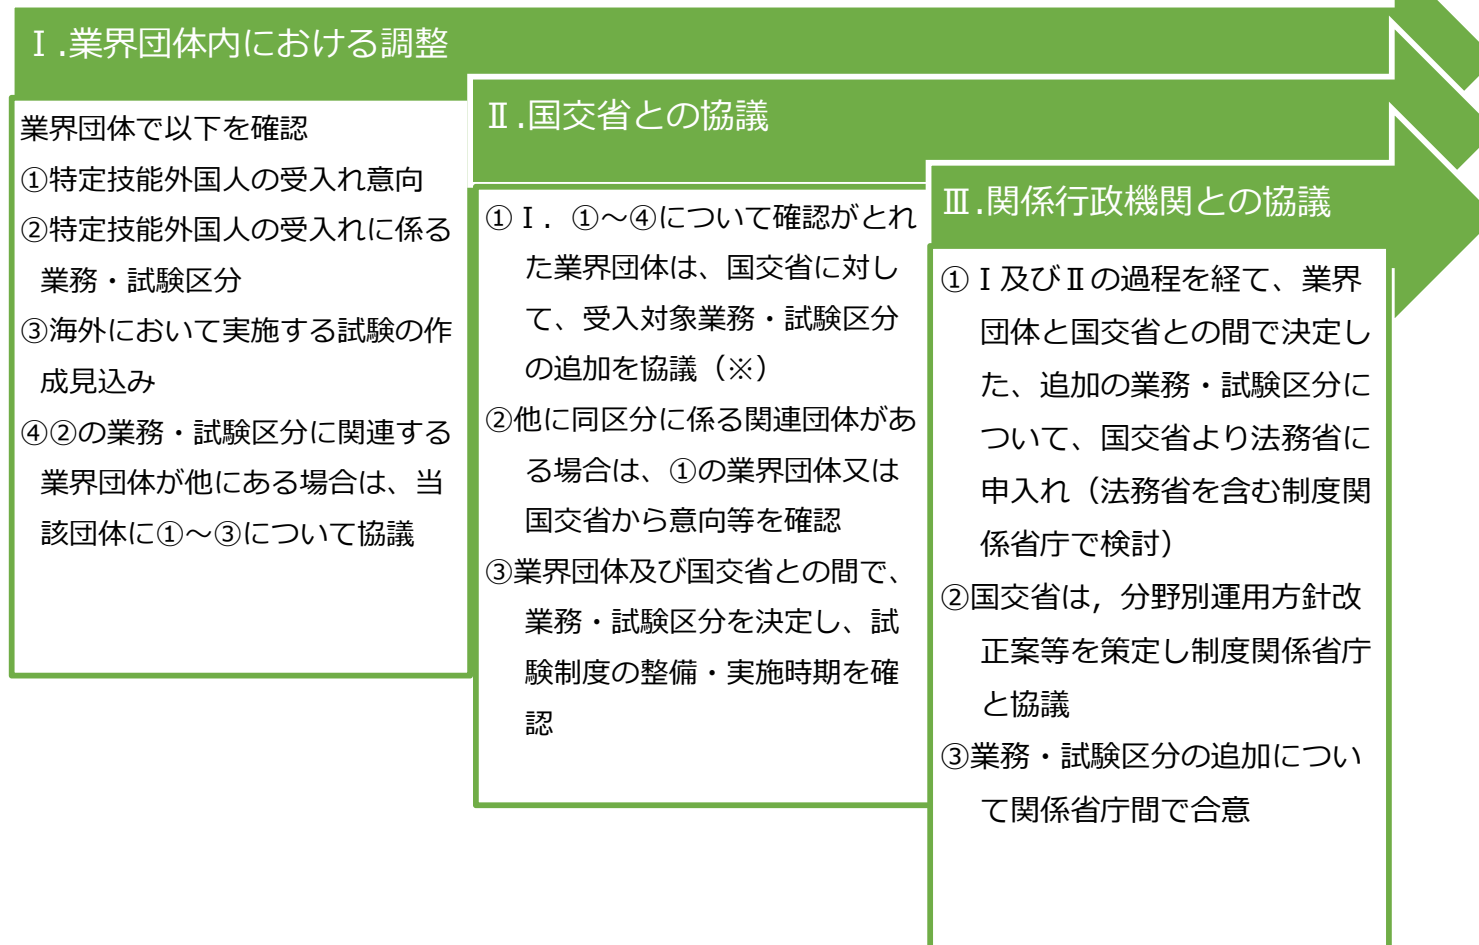 Ⅰ.業界団体内における調整
業界団体で以下を確認
①特定技能外国人の受入れ意向
②特定技能外国人の受入れに係る
業務・試験区分
③海外において実施する試験の作
成見込み
④②の業務・試験区分に関連する
業界団体が他にある場合は、当
該団体に①～③について協議
Ⅱ.国交省との協議
①Ⅰ．①～④について確認がとれ
た業界団体は、国交省に対し
て、受入対象業務・試験区分
の追加を協議（※）
②他に同区分に係る関連団体があ
る場合は、①の業界団体又は
国交省から意向等を確認
③業界団体及び国交省との間で、
業務・試験区分を決定し、試
験制度の整備・実施時期を確
認
Ⅲ.関係行政機関との協議
①Ⅰ及びⅡの過程を経て、業界
団体と国交省との間で決定し
た、追加の業務・試験区分に
ついて、国交省より法務省に
申入れ（法務省を含む制度関
係省庁で検討）
②国交省は，分野別運用方針改
正案等を策定し制度関係省庁
と協議
③業務・試験区分の追加につい
て関係省庁間で合意